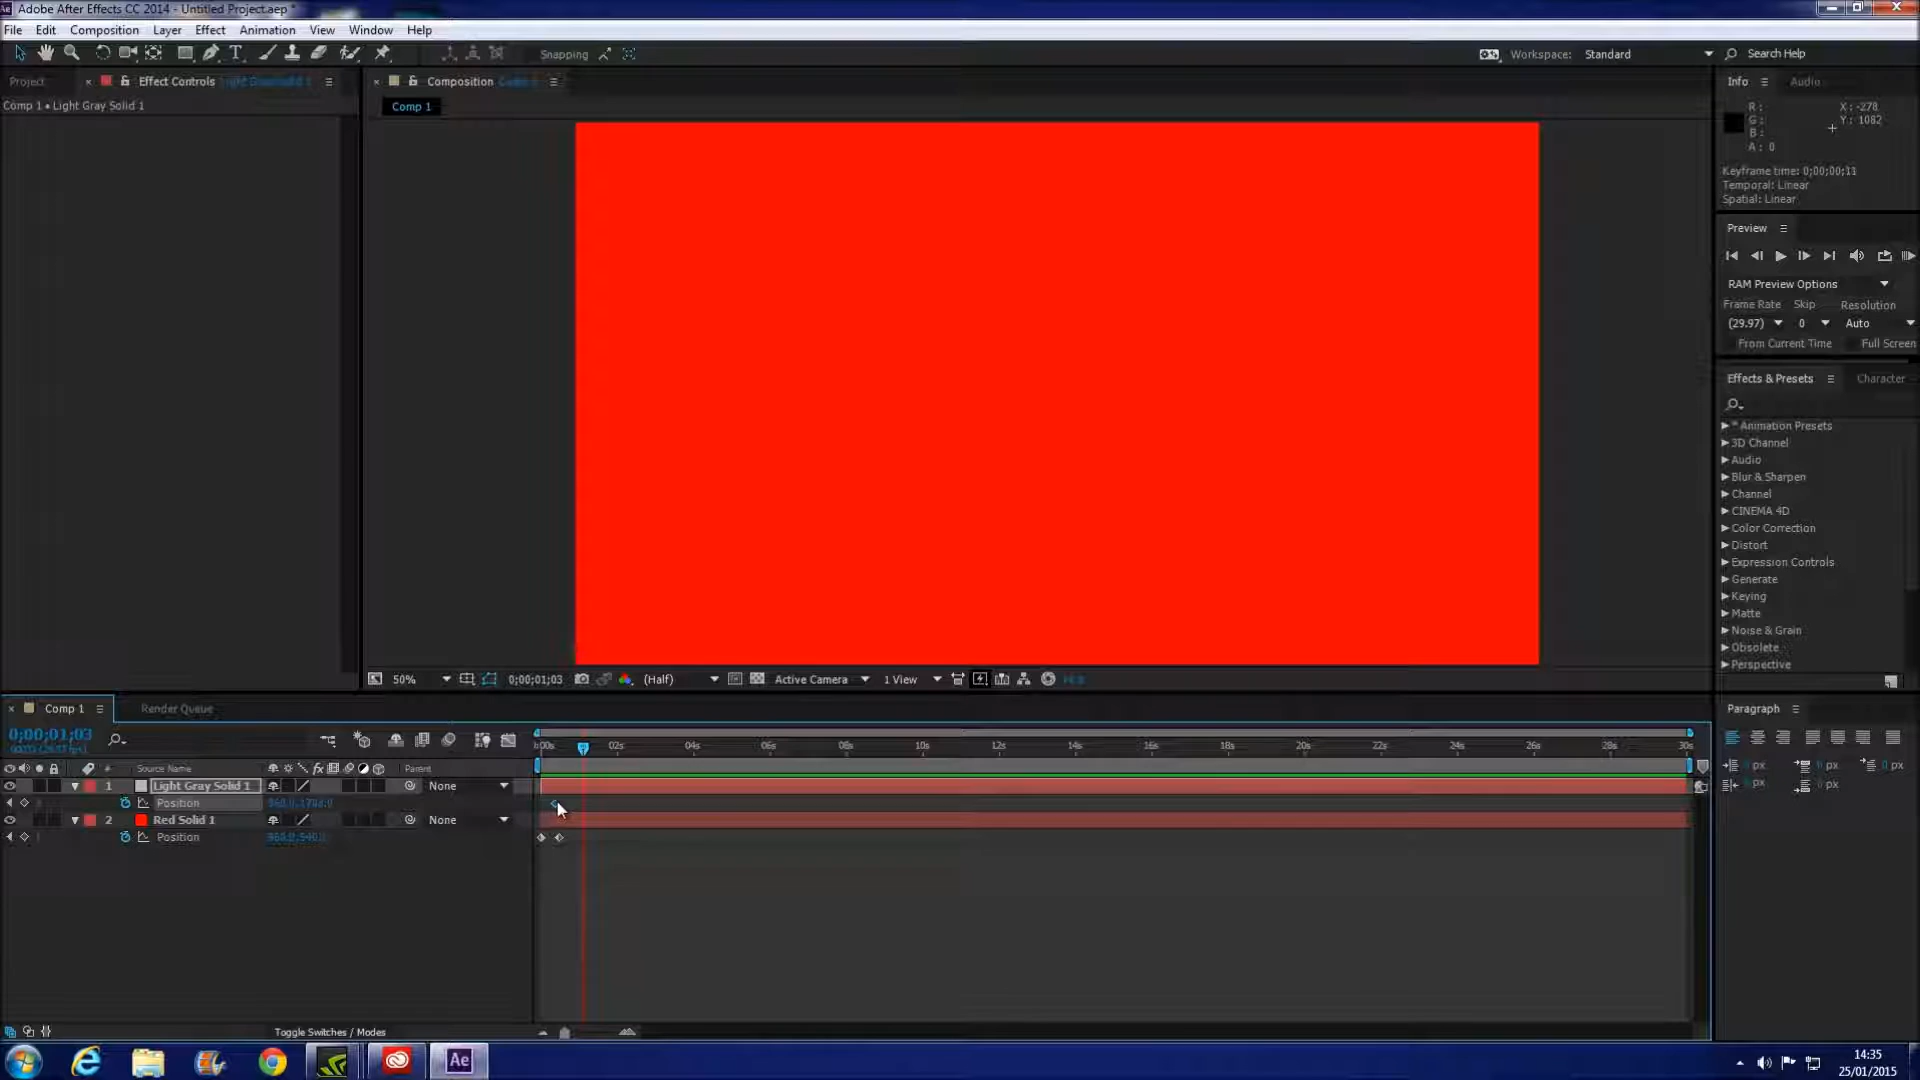 Adobe After Effects CC 2014 - Untitled Project.aep *
File Edit Composition Layer Effect Animation View Window Help
Snapping
Workspace: Standard
Search Help
Project
Effect Controls
Comp 1 • Light Gray Solid 1
Composition
Comp 1
Info Audio
R: X: -278
G: Y: 1082
B:
A: 0
Keyframe time: 0;00;00;11
Temporal: Linear
Spatial: Linear
Preview
RAM Preview Options
Frame Rate Skip Resolution
(29.97) 0 Auto
From Current Time Full Screen
Effects & Presets Character
* Animation Presets
3D Channel
Audio
Blur & Sharpen
Channel
CINEMA 4D
Color Correction
Distort
Expression Controls
Generate
Keying
Matte
Noise & Grain
Obsolete
Perspective
50% 0;00;01;03 (Half) Active Camera 1 View
Comp 1 Render Queue
0;00;01;03
# Source Name fx Parent
1 Light Gray Solid 1 None
Position
2 Red Solid 1 None
Position
:00s 02s 04s 06s 08s 10s 12s 14s 16s 18s 20s 22s 24s 26s 28s 30s
Toggle Switches / Modes
Paragraph
px px 0 px
px px
Ae
14:35
25/01/2015